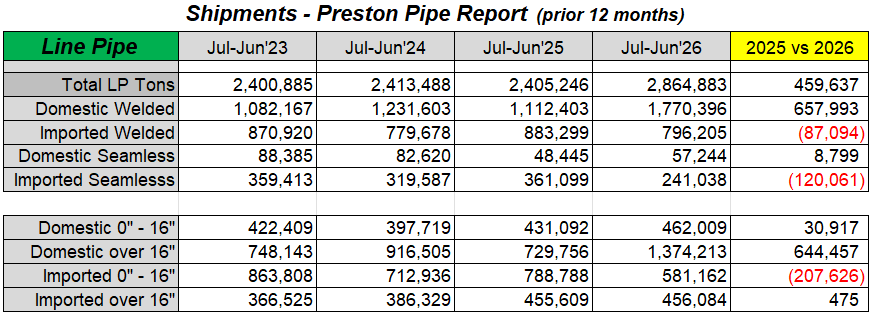 Shipments - Preston Pipe Report (prior 12 months)
Line Pipe Jul-Jun'23 Jul-Jun'24 Jul-Jun'25 Jul-Jun'26 2025 vs 2026
Total LP Tons 2,400,885 2,413,488 2,405,246 2,864,883 459,637
Domestic Welded 1,082,167 1,231,603 1,112,403 1,770,396 657,993
Imported Welded 870,920 779,678 883,299 796,205 (87,094)
Domestic Seamless 88,385 82,620 48,445 57,244 8,799
Imported Seamlesss 359,413 319,587 361,099 241,038 (120,061)
Domestic 0" - 16" 422,409 397,719 431,092 462,009 30,917
Domestic over 16" 748,143 916,505 729,756 1,374,213 644,457
Imported 0" - 16" 863,808 712,936 788,788 581,162 (207,626)
Imported over 16" 366,525 386,329 455,609 456,084 475